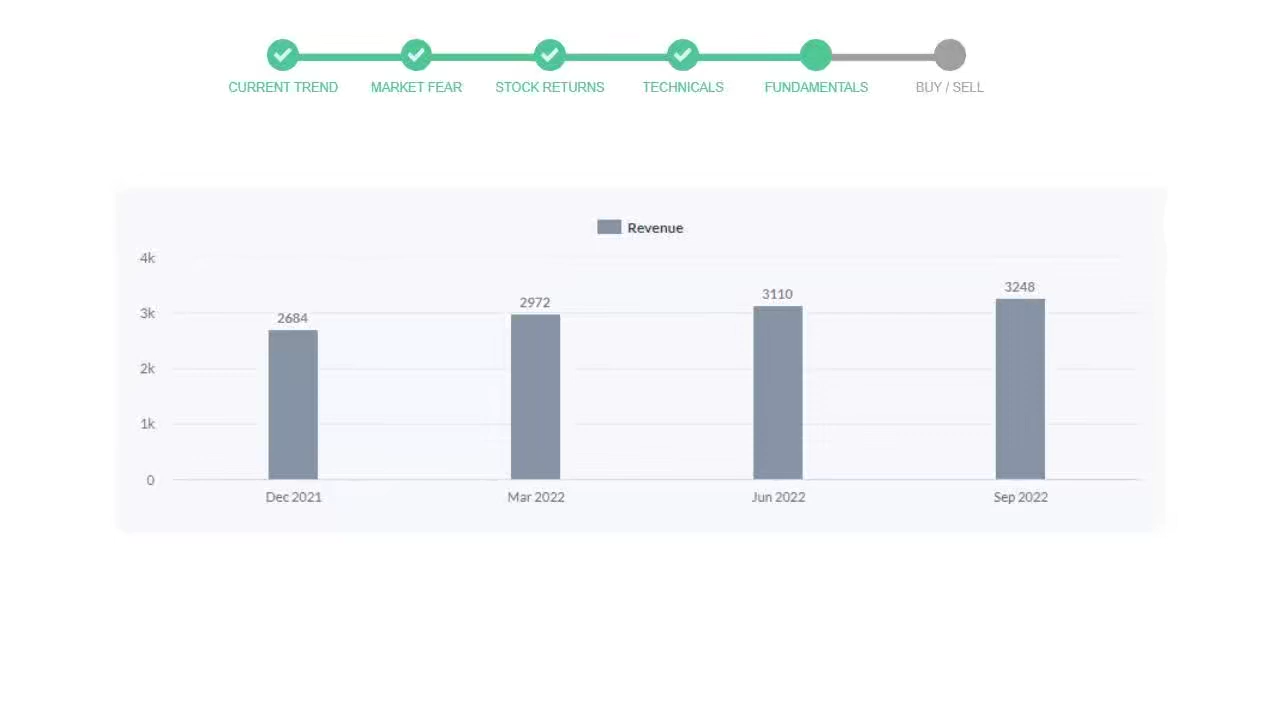 CURRENT TREND
MARKET FEAR
STOCK RETURNS
TECHNICALS
FUNDAMENTALS
BUY / SELL
Revenue
4k
3k
2k
1k
0
2684
2972
3110
3248
Dec 2021
Mar 2022
Jun 2022
Sep 2022